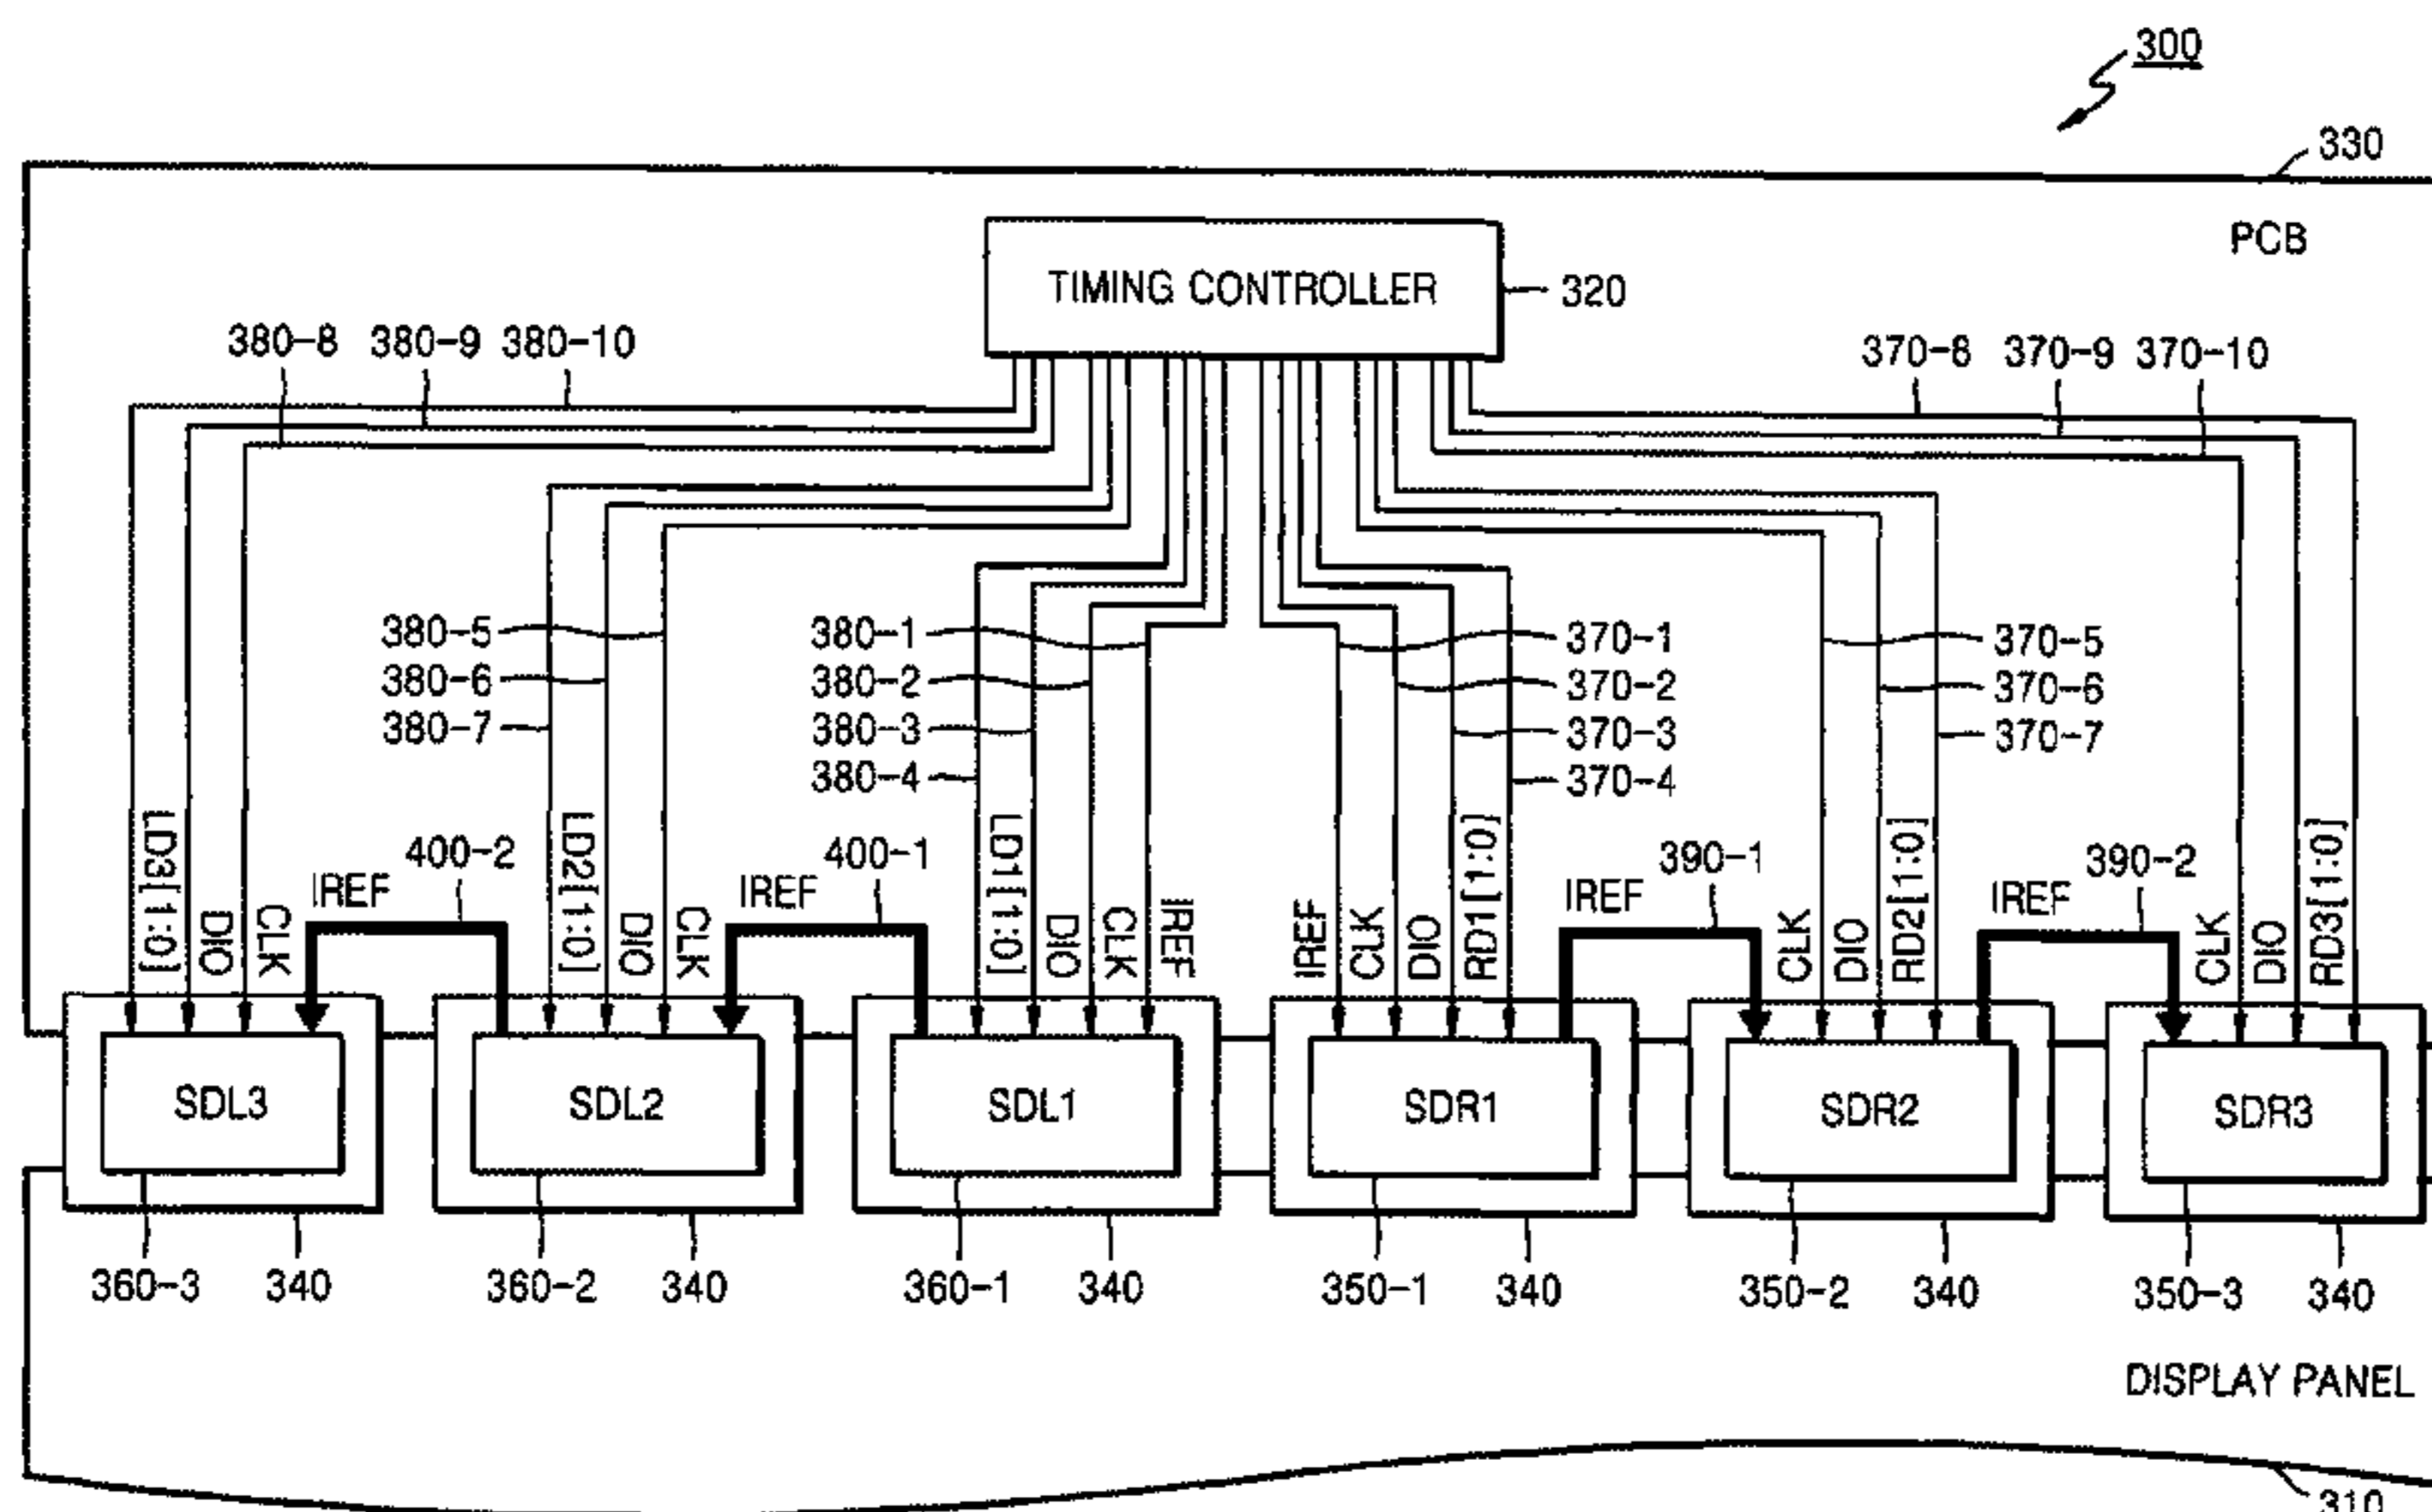 300
330
PCB
TIMING CONTROLLER
320
380-8 380-9 380-10
370-8 370-9 370-10
380-5
380-6
380-7
380-1
380-2
380-3
380-4
370-1
370-2
370-3
370-4
370-5
370-6
370-7
LD3[1:0]
DIO
CLK
IREF
400-2
LD2[1:0]
DIO
CLK
IREF
400-1
LD1[1:0]
DIO
CLK
IREF
IREF
CLK
DIO
RD1[1:0]
IREF
390-1
CLK
DIO
RD2[1:0]
IREF
390-2
CLK
DIO
RD3[1:0]
SDL3
SDL2
SDL1
SDR1
SDR2
SDR3
360-3 340 360-2 340 360-1 340 350-1 340 350-2 340 350-3 340
DISPLAY PANEL
310